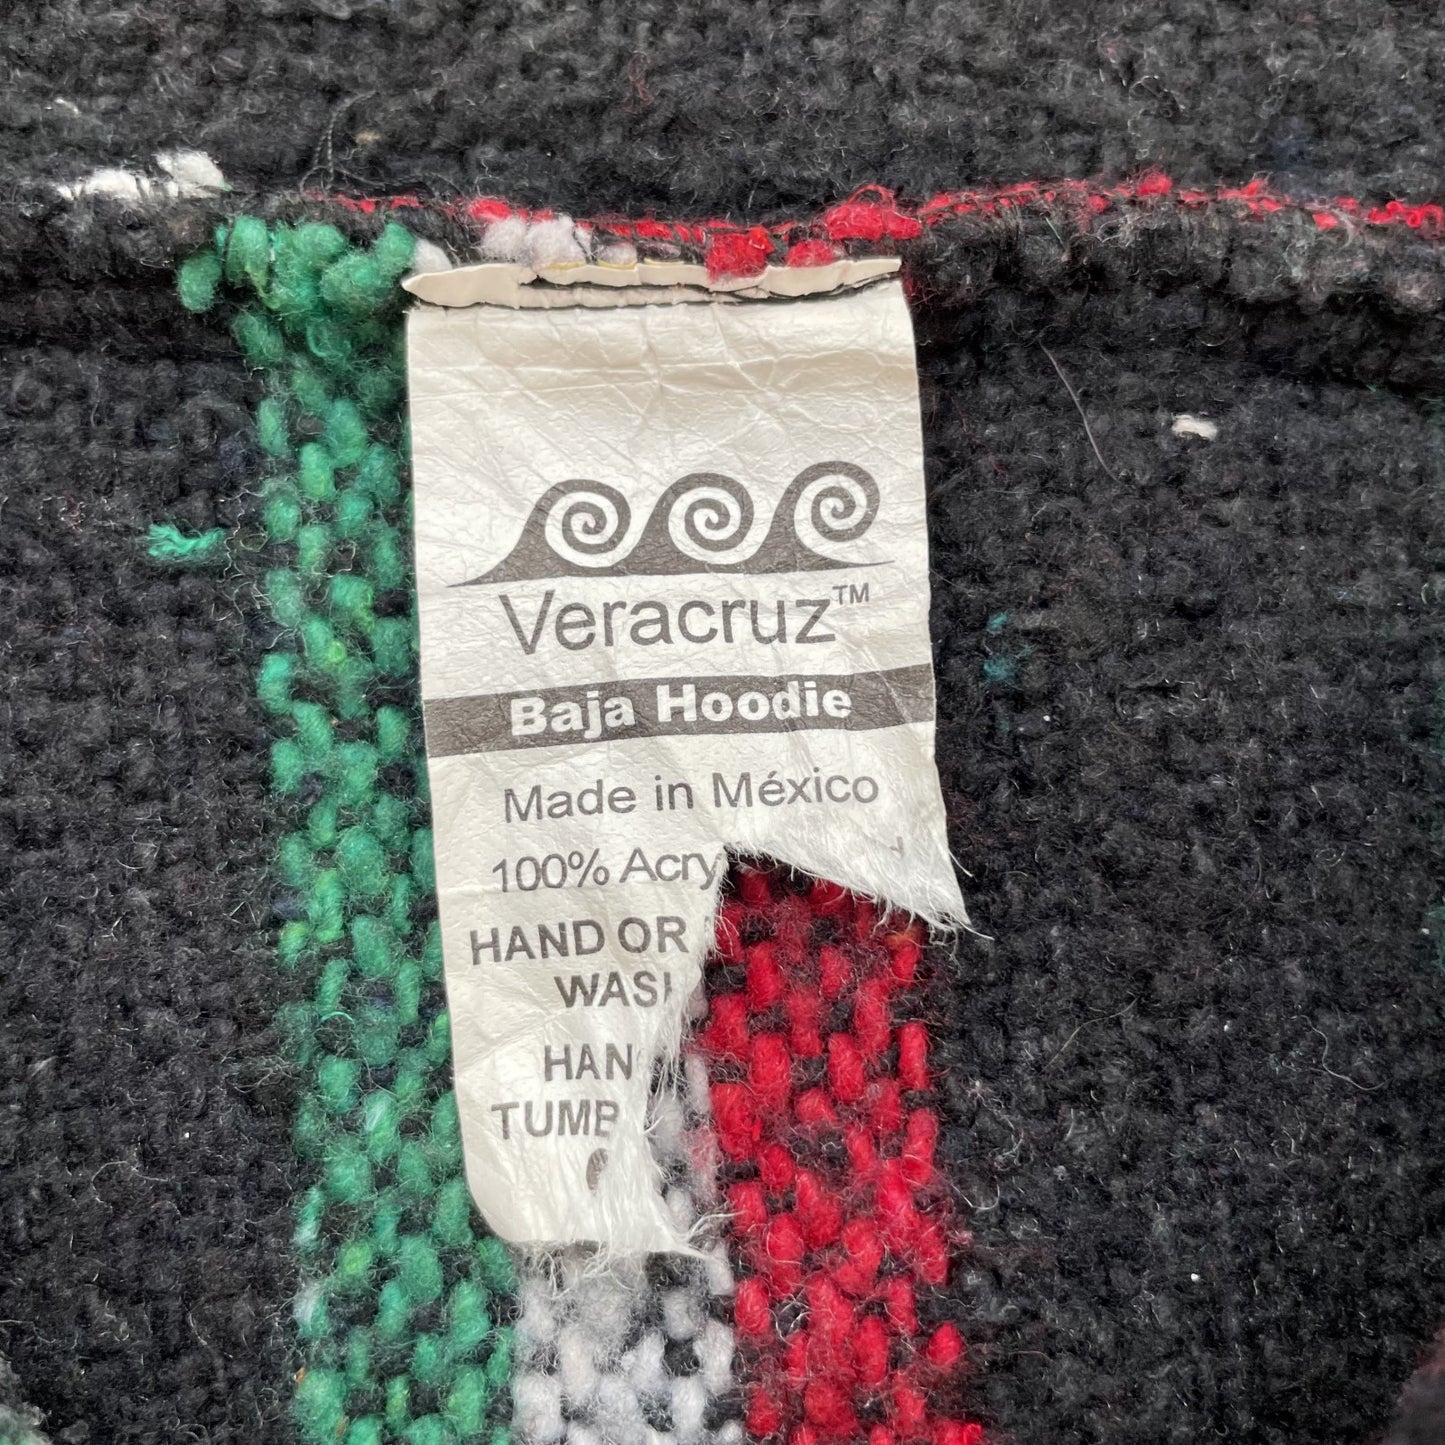 Veracruz™
Baja Hoodie
Made in México
100% Acry
HAND OR
WASH
HAN
TUMB